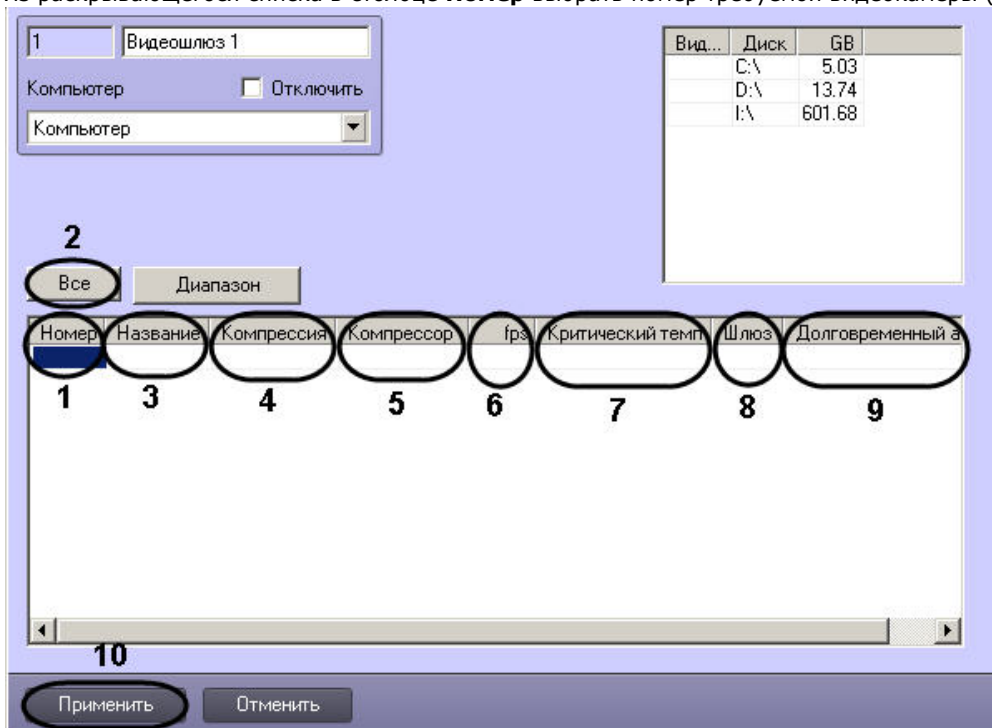 Из раскрывающегося списка в столбце Номер выбрать номер требуемой видеокамеры (
1 Видеошлюз 1
Компьютер Отключить
Компьютер
Вид... Диск GB
C:\ 5.03
D:\ 13.74
I:\ 601.68
2
Все Диапазон
Номер Название Компрессия Компрессор fps Критический темп Шлюз Долговременный а
1 3 4 5 6 7 8 9
10
Применить Отменить